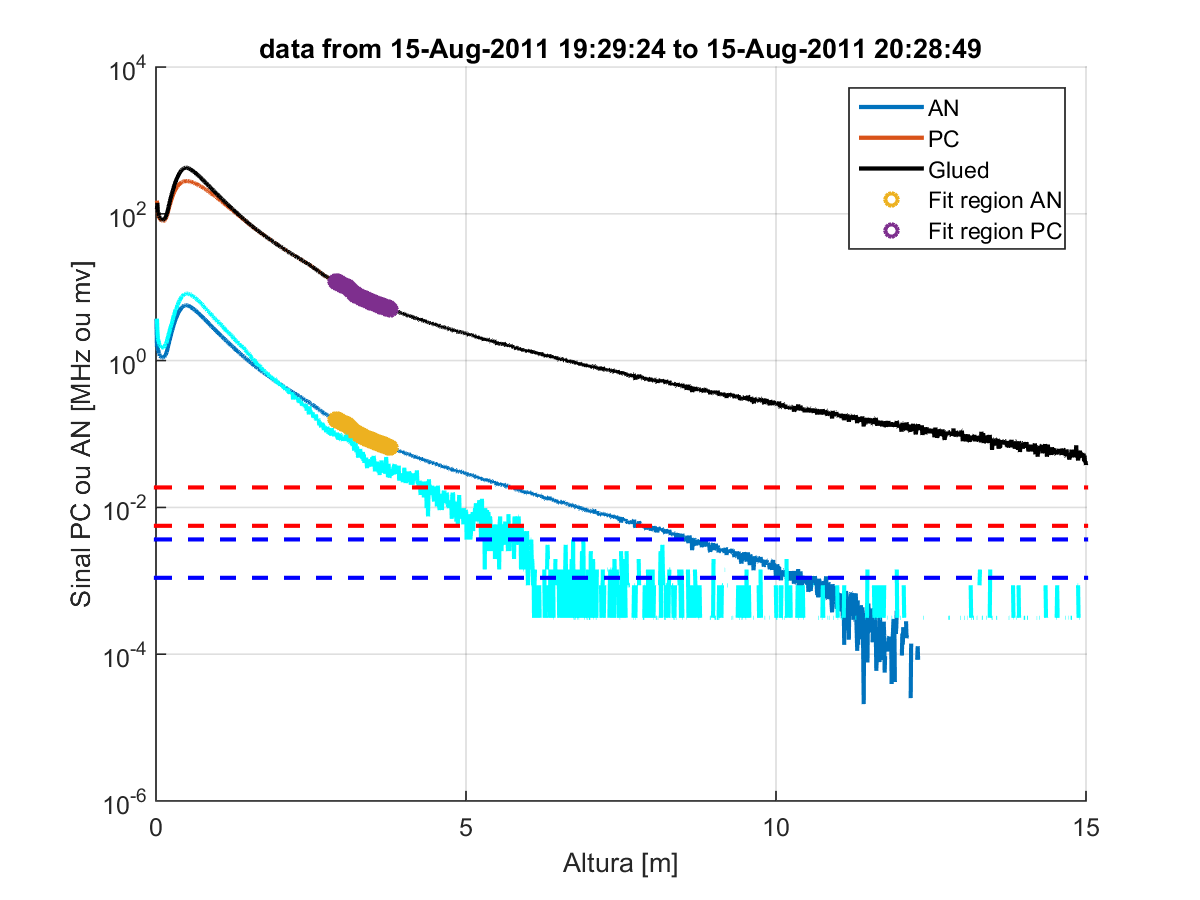 data from 15-Aug-2011 19:29:24 to 15-Aug-2011 20:28:49
Sinal PC ou AN [MHz ou mv]
10^4
10^2
10^0
10^-2
10^-4
10^-6
AN
PC
Glued
Fit region AN
Fit region PC
0 5 10 15
Altura [m]